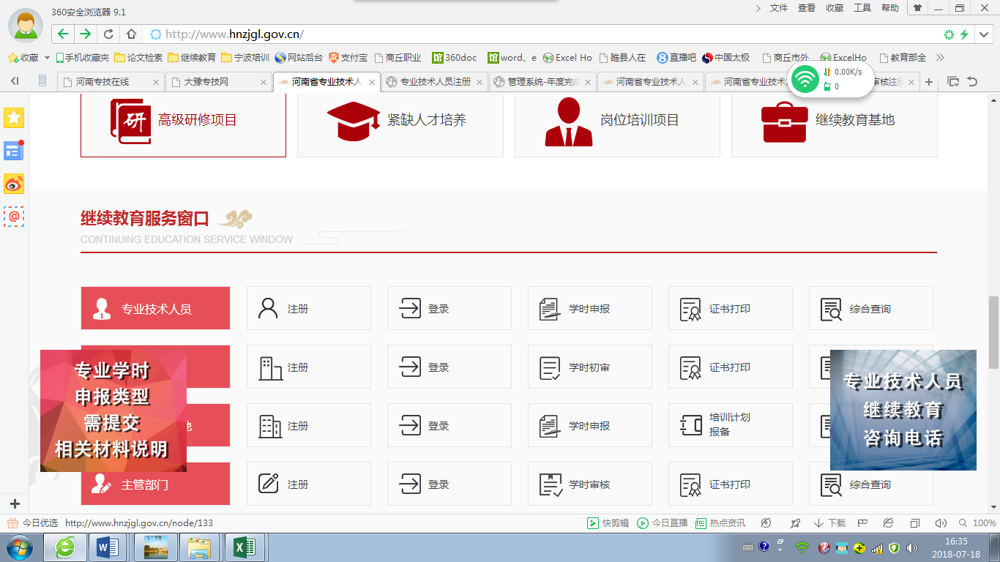 360安全浏览器 9.1
文件 查看 收藏 工具 帮助
http://www.hnzjgl.gov.cn/
收藏 手机收藏夹 论文检索 继续教育 宁波培训 网站后台 支付宝 商丘职业 360doc word、e Excel Ho 睢县人在 直播吧 中国太极 商丘市外 ExcelHo 教育部全
河南专技在线 大豫专技网 河南省专业技术人 专业技术人员注册 管理系统-年度完成 河南省专业技术人 河南省专业技术 审核注册
0.00K/s
0
高级研修项目 紧缺人才培养 岗位培训项目 继续教育基地
研
继续教育服务窗口
CONTINUING EDUCATION SERVICE WINDOW
专业技术人员 注册 登录 学时申报 证书打印 综合查询
注册 登录 学时初审 证书打印
注册 登录 学时申报 培训计划
报备
主管部门 注册 登录 学时审核 证书打印 综合查询
专业学时
申报类型
需提交
相关材料说明
专业技术人员
继续教育
咨询电话
今日优选 http://www.hnzjgl.gov.cn/node/133 快剪辑 今日直播 热点资讯 下载 100%
16:35
2018-07-18